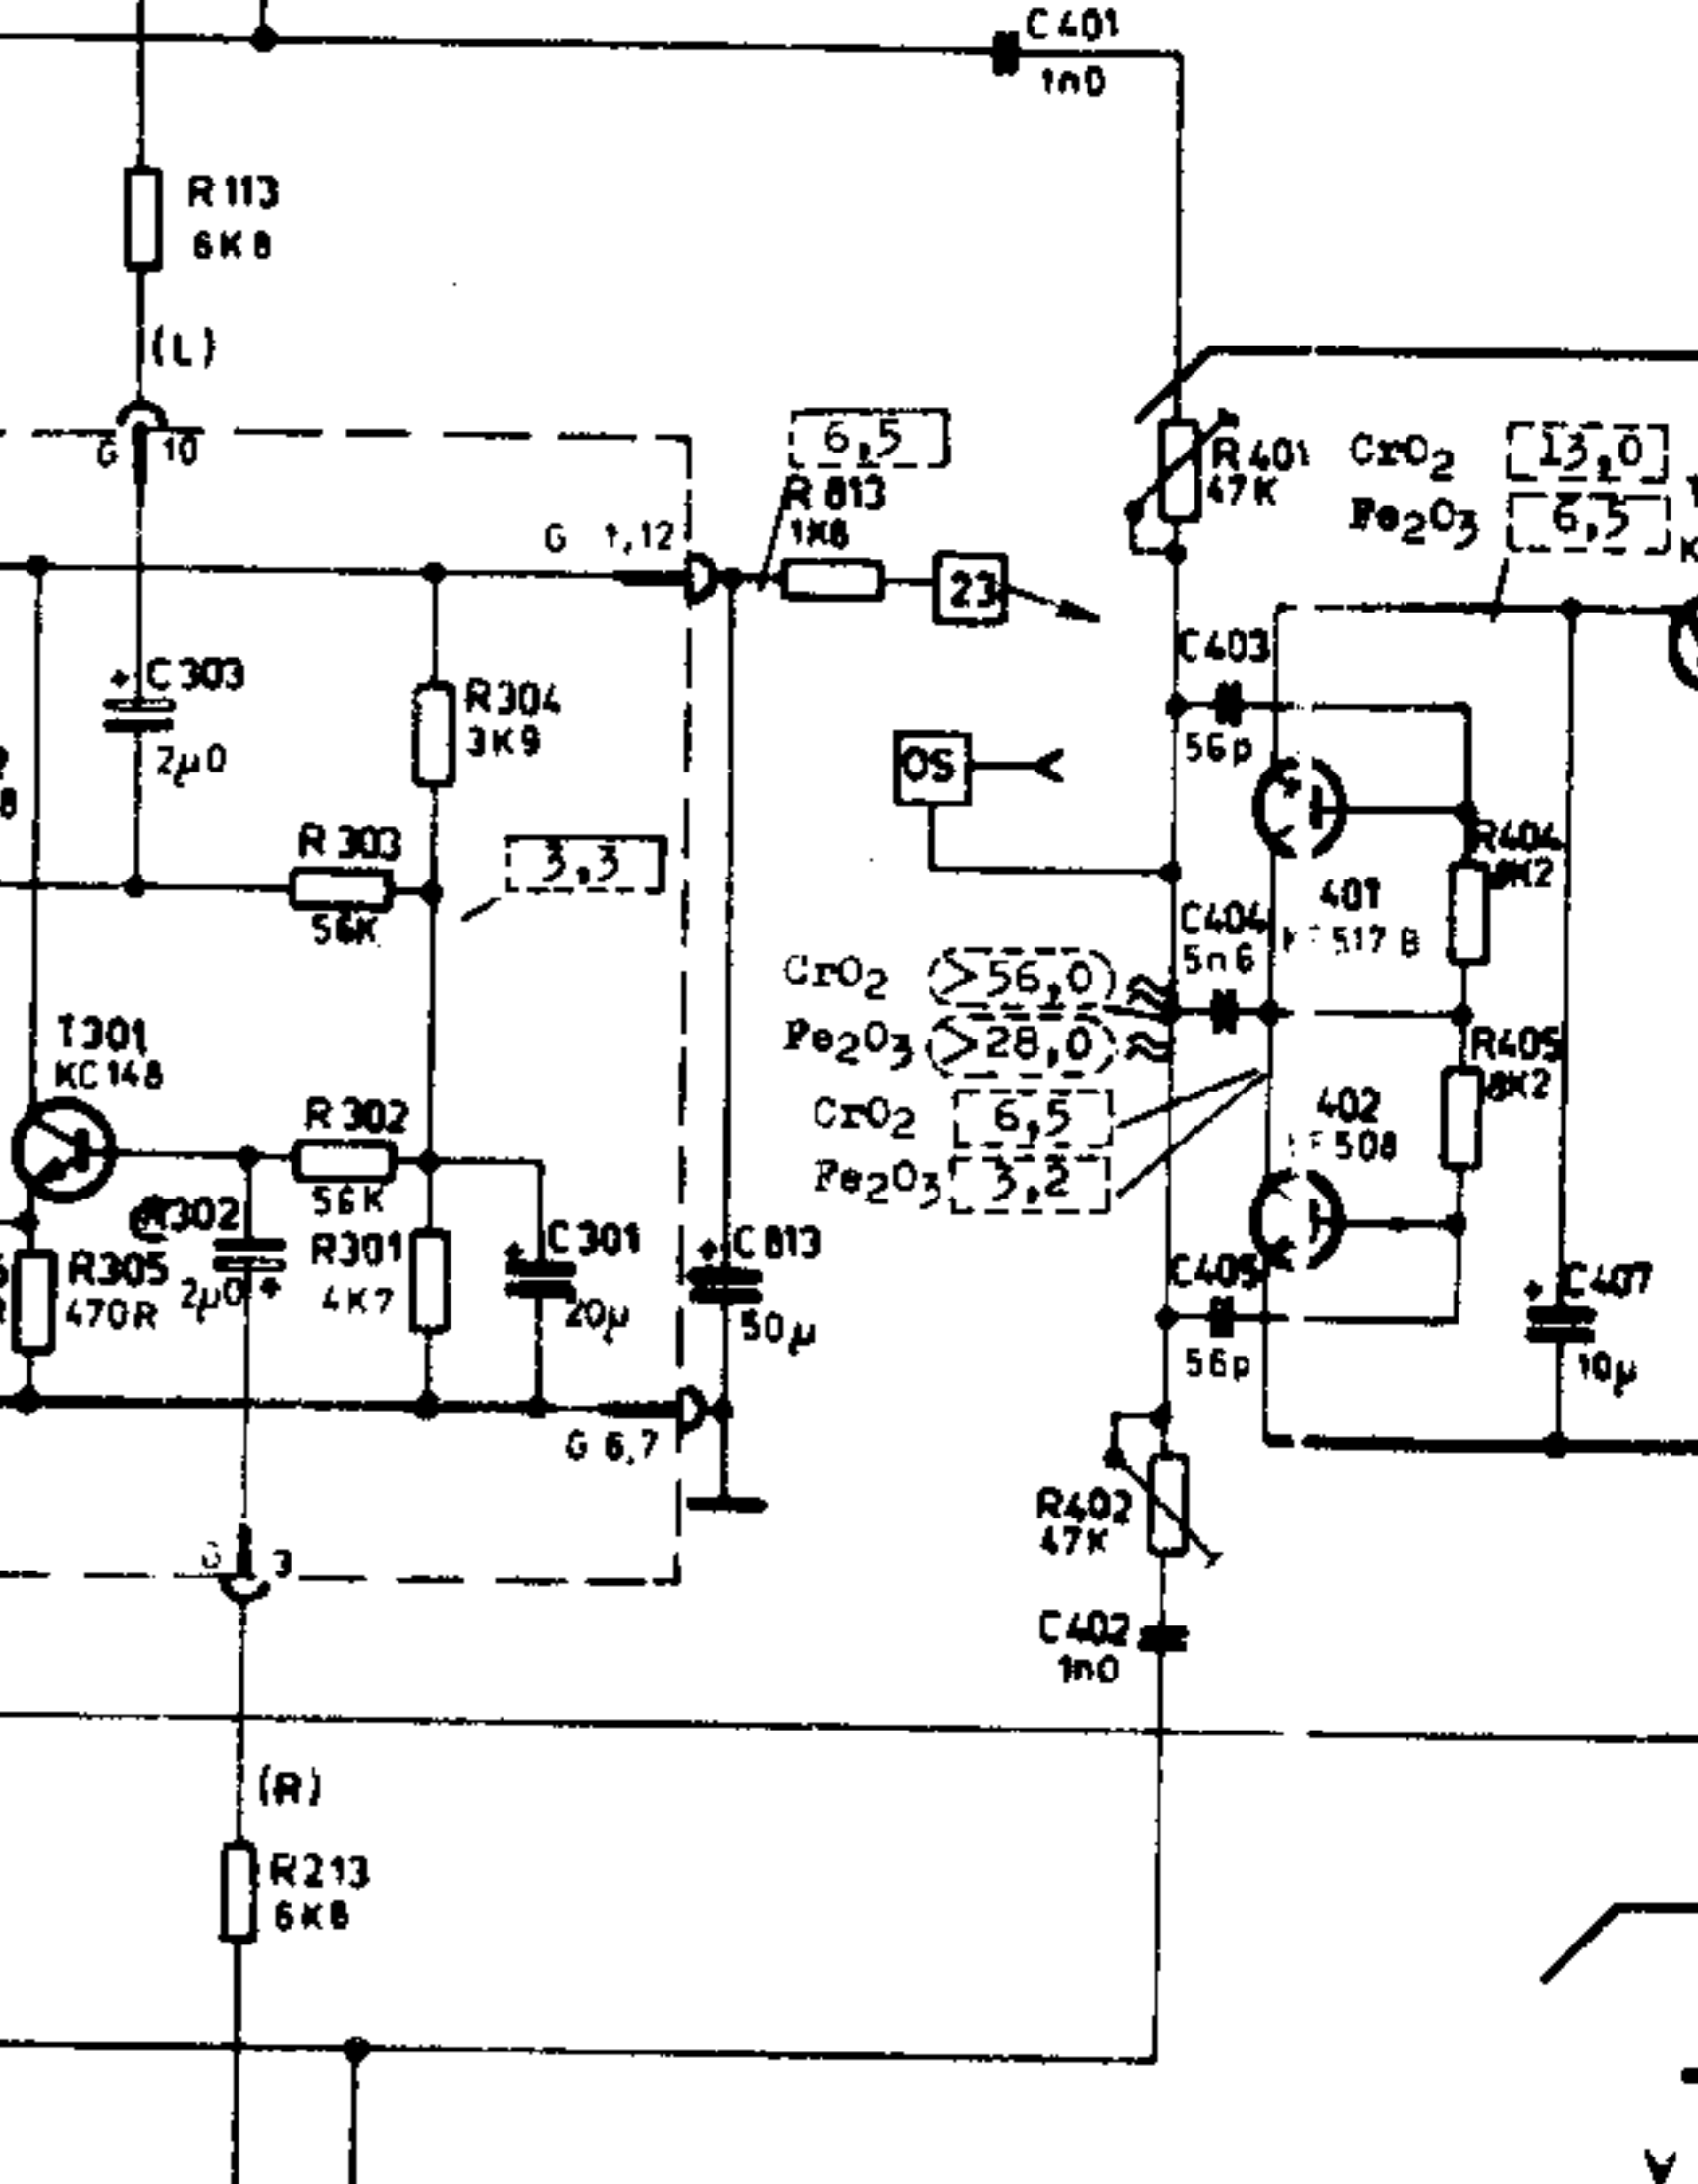 C401
1n0
R113
6K8
(L)
G 10
6,5
R813
1K8
R401
47K
CrO2 13,0
Fe2O3 6,5
G 1,12
23
C303
2µ0
R304
3K9
C403
56p
OS
R303
56K
3,3
R404
8K2
401
517 B
C404
5n6
CrO2 (>56,0)
Fe2O3 (>28,0)
T301
KC148
R405
8K2
402
508
CrO2 6,5
Fe2O3 3,2
R302
56K
C302
2µ0
R301
4K7
C301
20µ
C813
50µ
R305
470R
C405
56p
C407
10µ
G 6,7
R402
47K
3
C402
1n0
(R)
R213
6K8